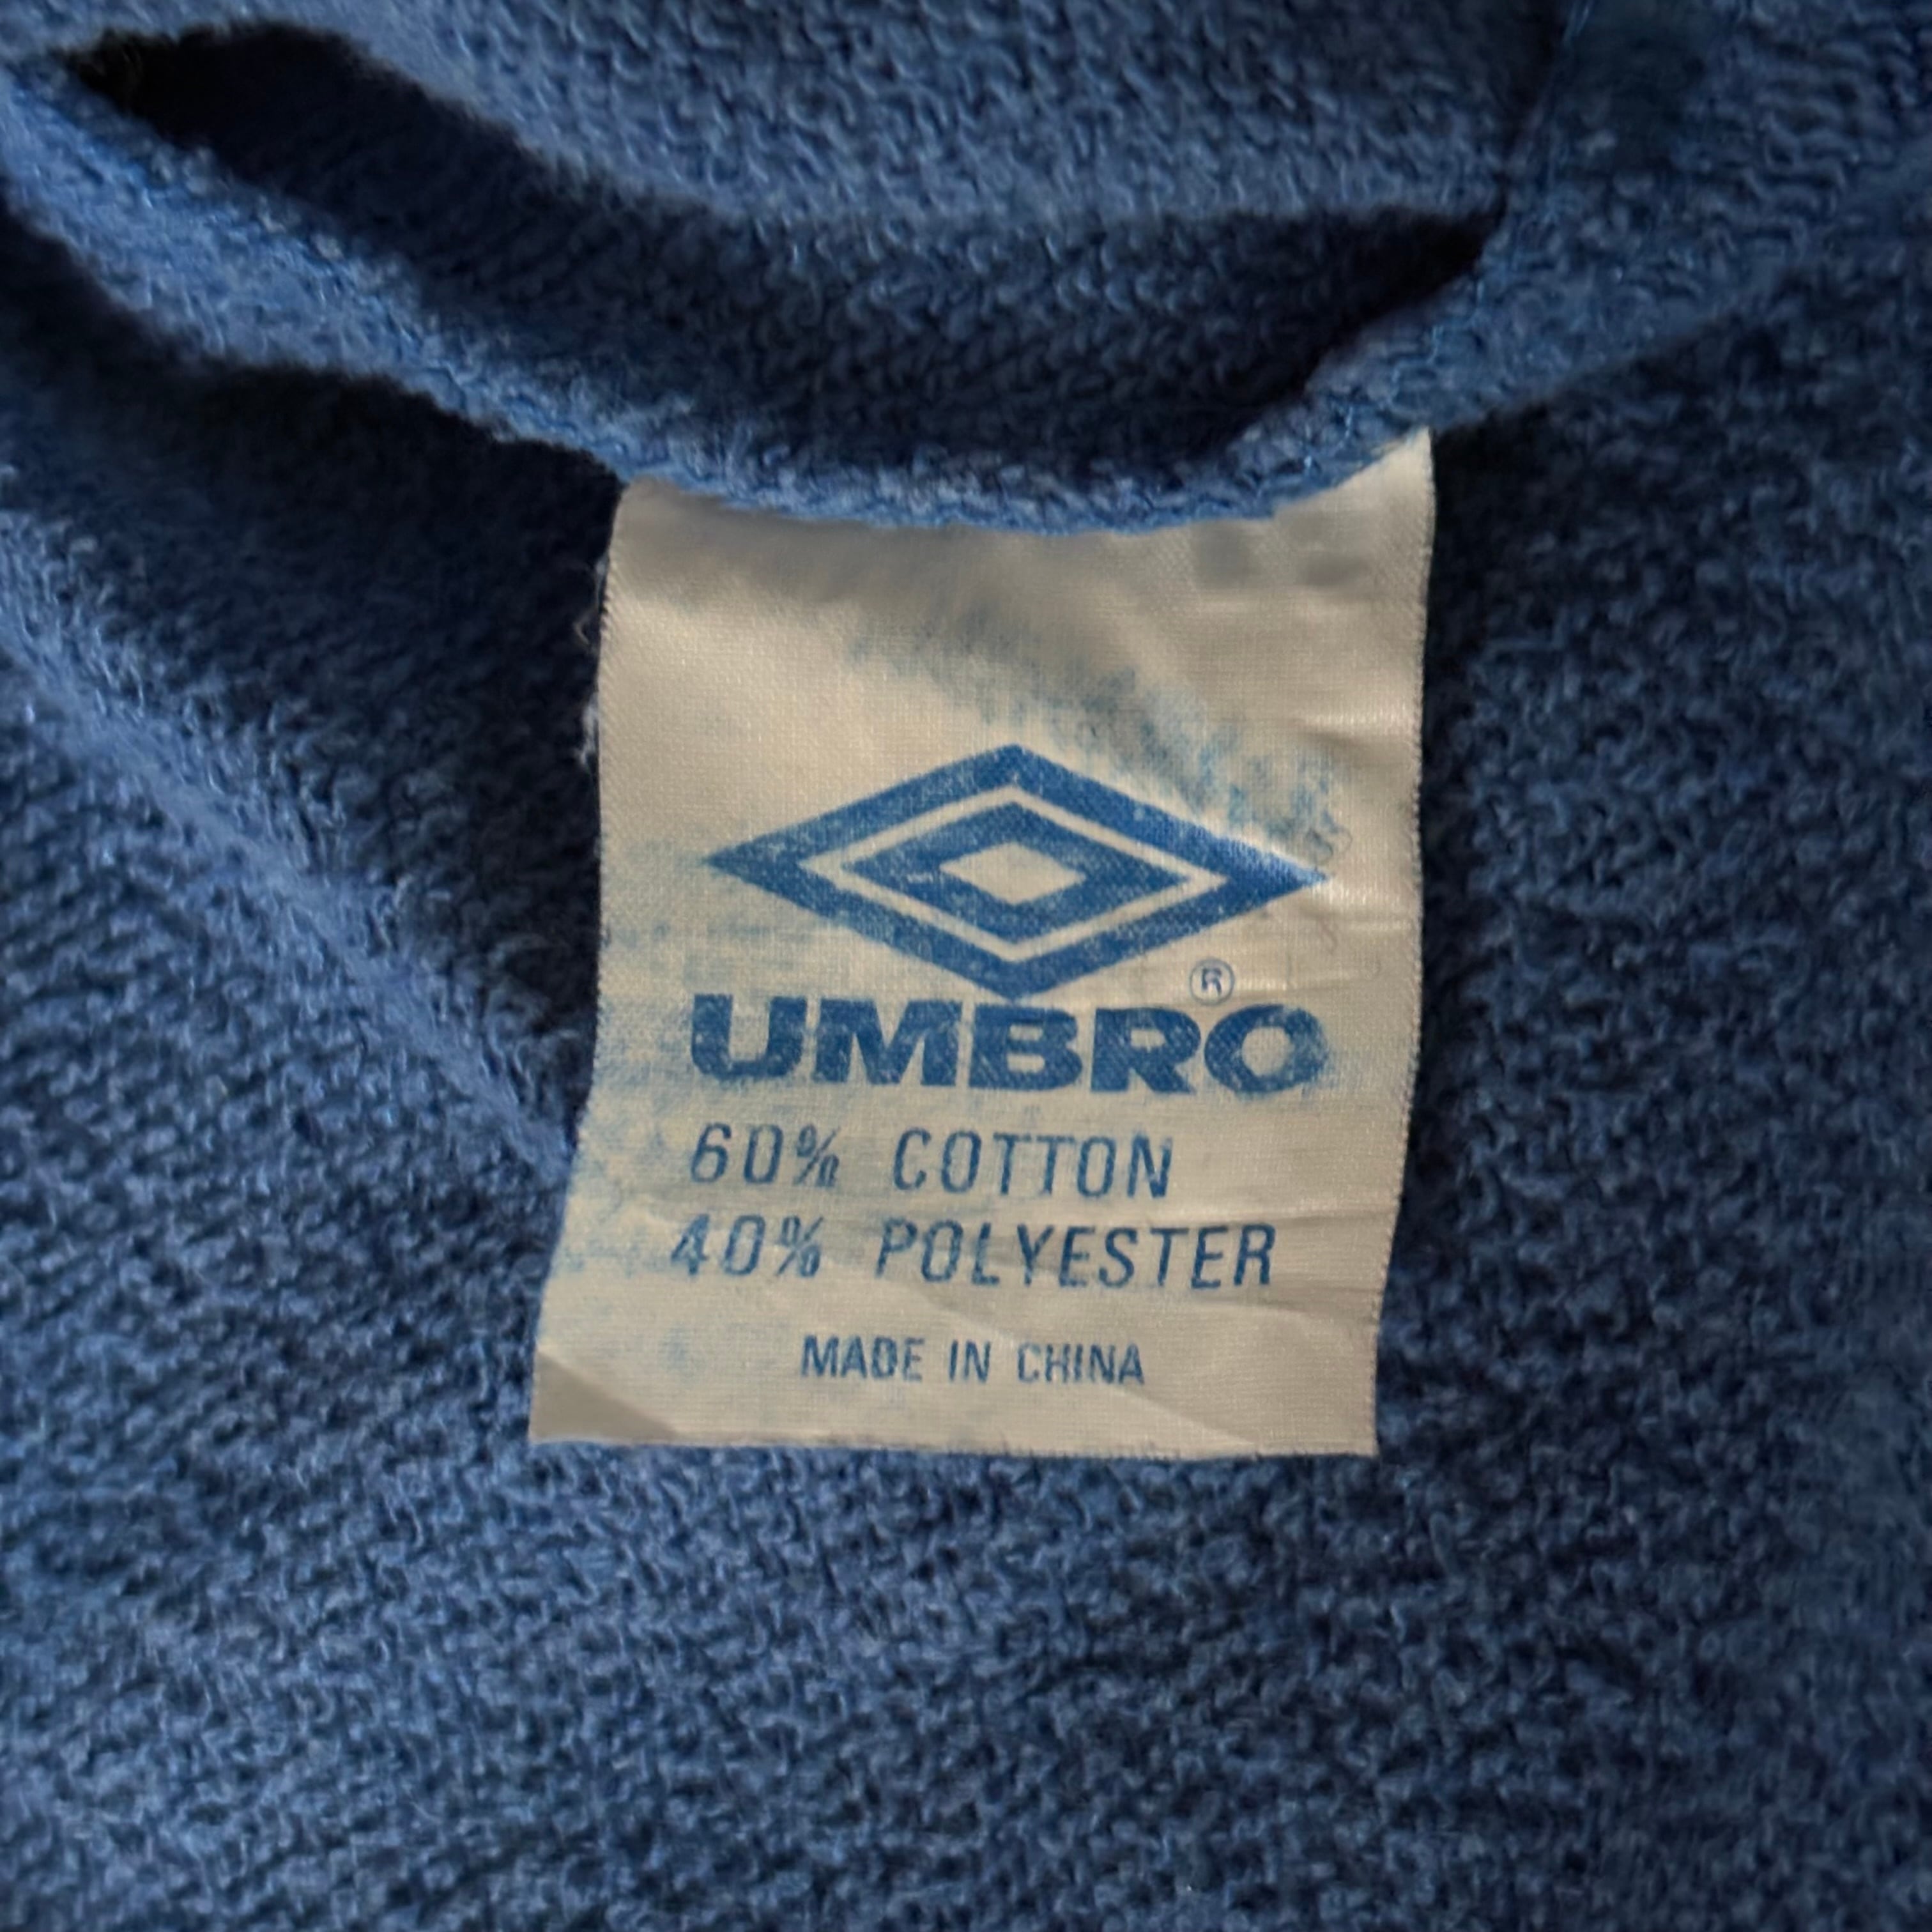 ®
UMBRO
60% COTTON
40% POLYESTER
MADE IN CHINA